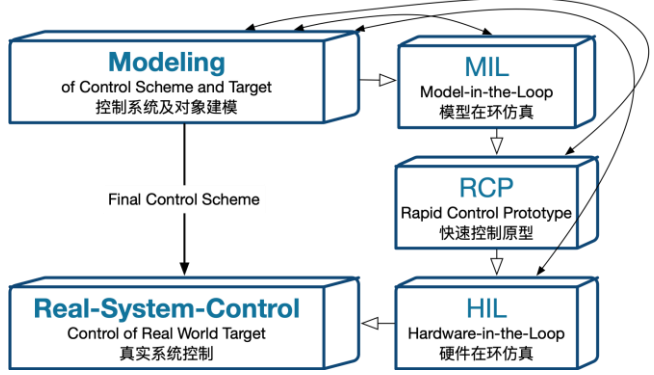 Modeling
of Control Scheme and Target
控制系统及对象建模
MIL
Model-in-the-Loop
模型在环仿真
RCP
Rapid Control Prototype
快速控制原型
Final Control Scheme
Real-System-Control
Control of Real World Target
真实系统控制
HIL
Hardware-in-the-Loop
硬件在环仿真